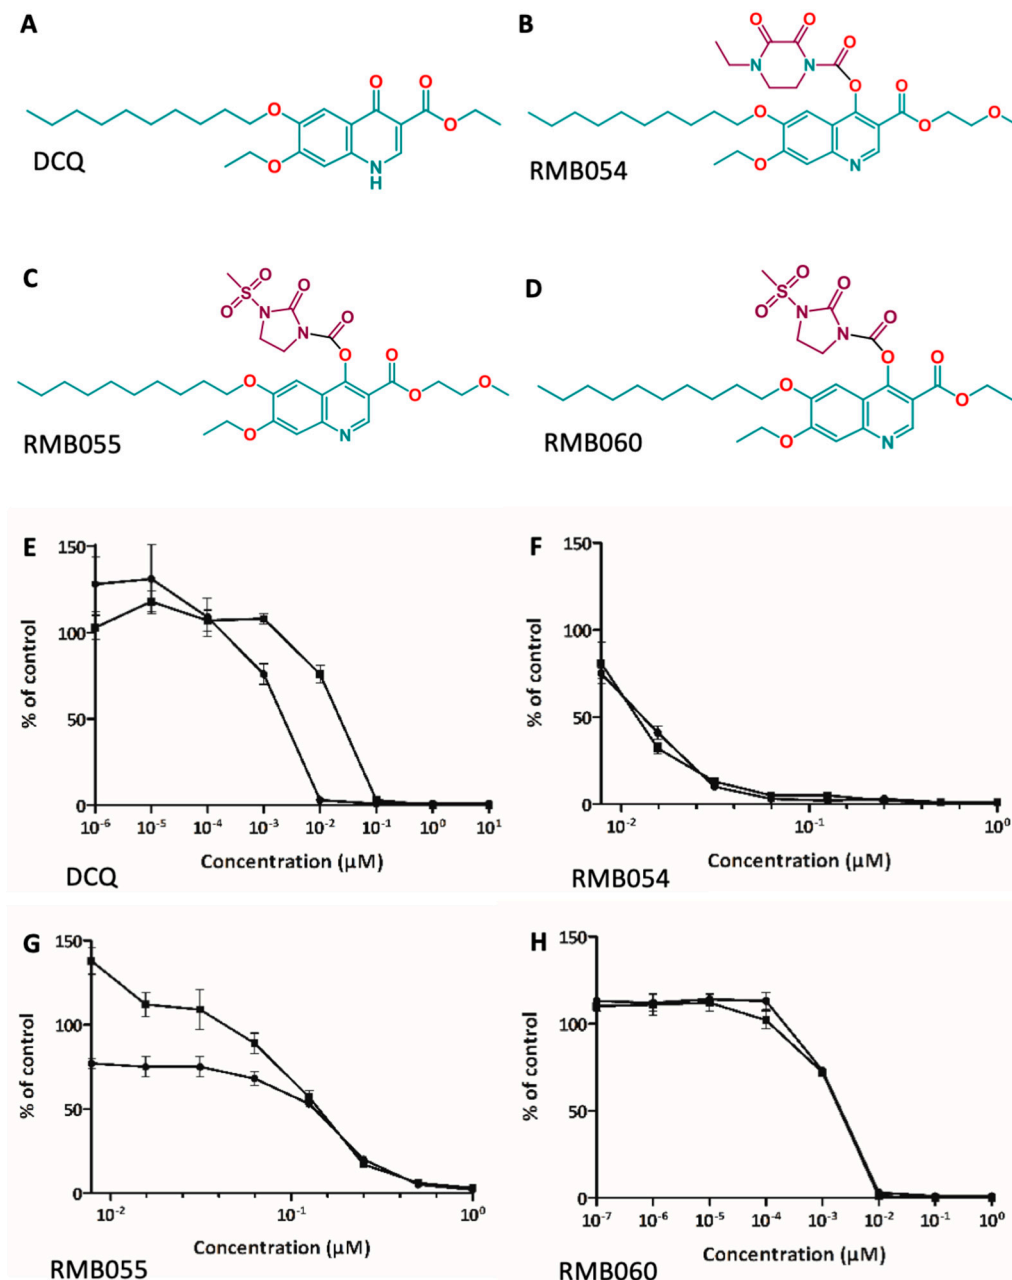 A
O O
O
O
O
N
H
DCQ
B
O O
O
N N
O
O
O
O
O
O
N
RMB054
C
O
S O
O N
N O
O
O
O
O
O
O
N
RMB055
D
O
S O
O N
N O
O
O
O
O
O
N
RMB060
E
150
100
50
0
% of control
10-6 10-5 10-4 10-3 10-2 10-1 100 101
Concentration (μM)
DCQ
F
150
100
50
0
% of control
10-2 10-1 100
Concentration (μM)
RMB054
G
150
100
50
0
% of control
10-2 10-1 100
Concentration (μM)
RMB055
H
150
100
50
0
% of control
10-7 10-6 10-5 10-4 10-3 10-2 10-1 100
Concentration (μM)
RMB060